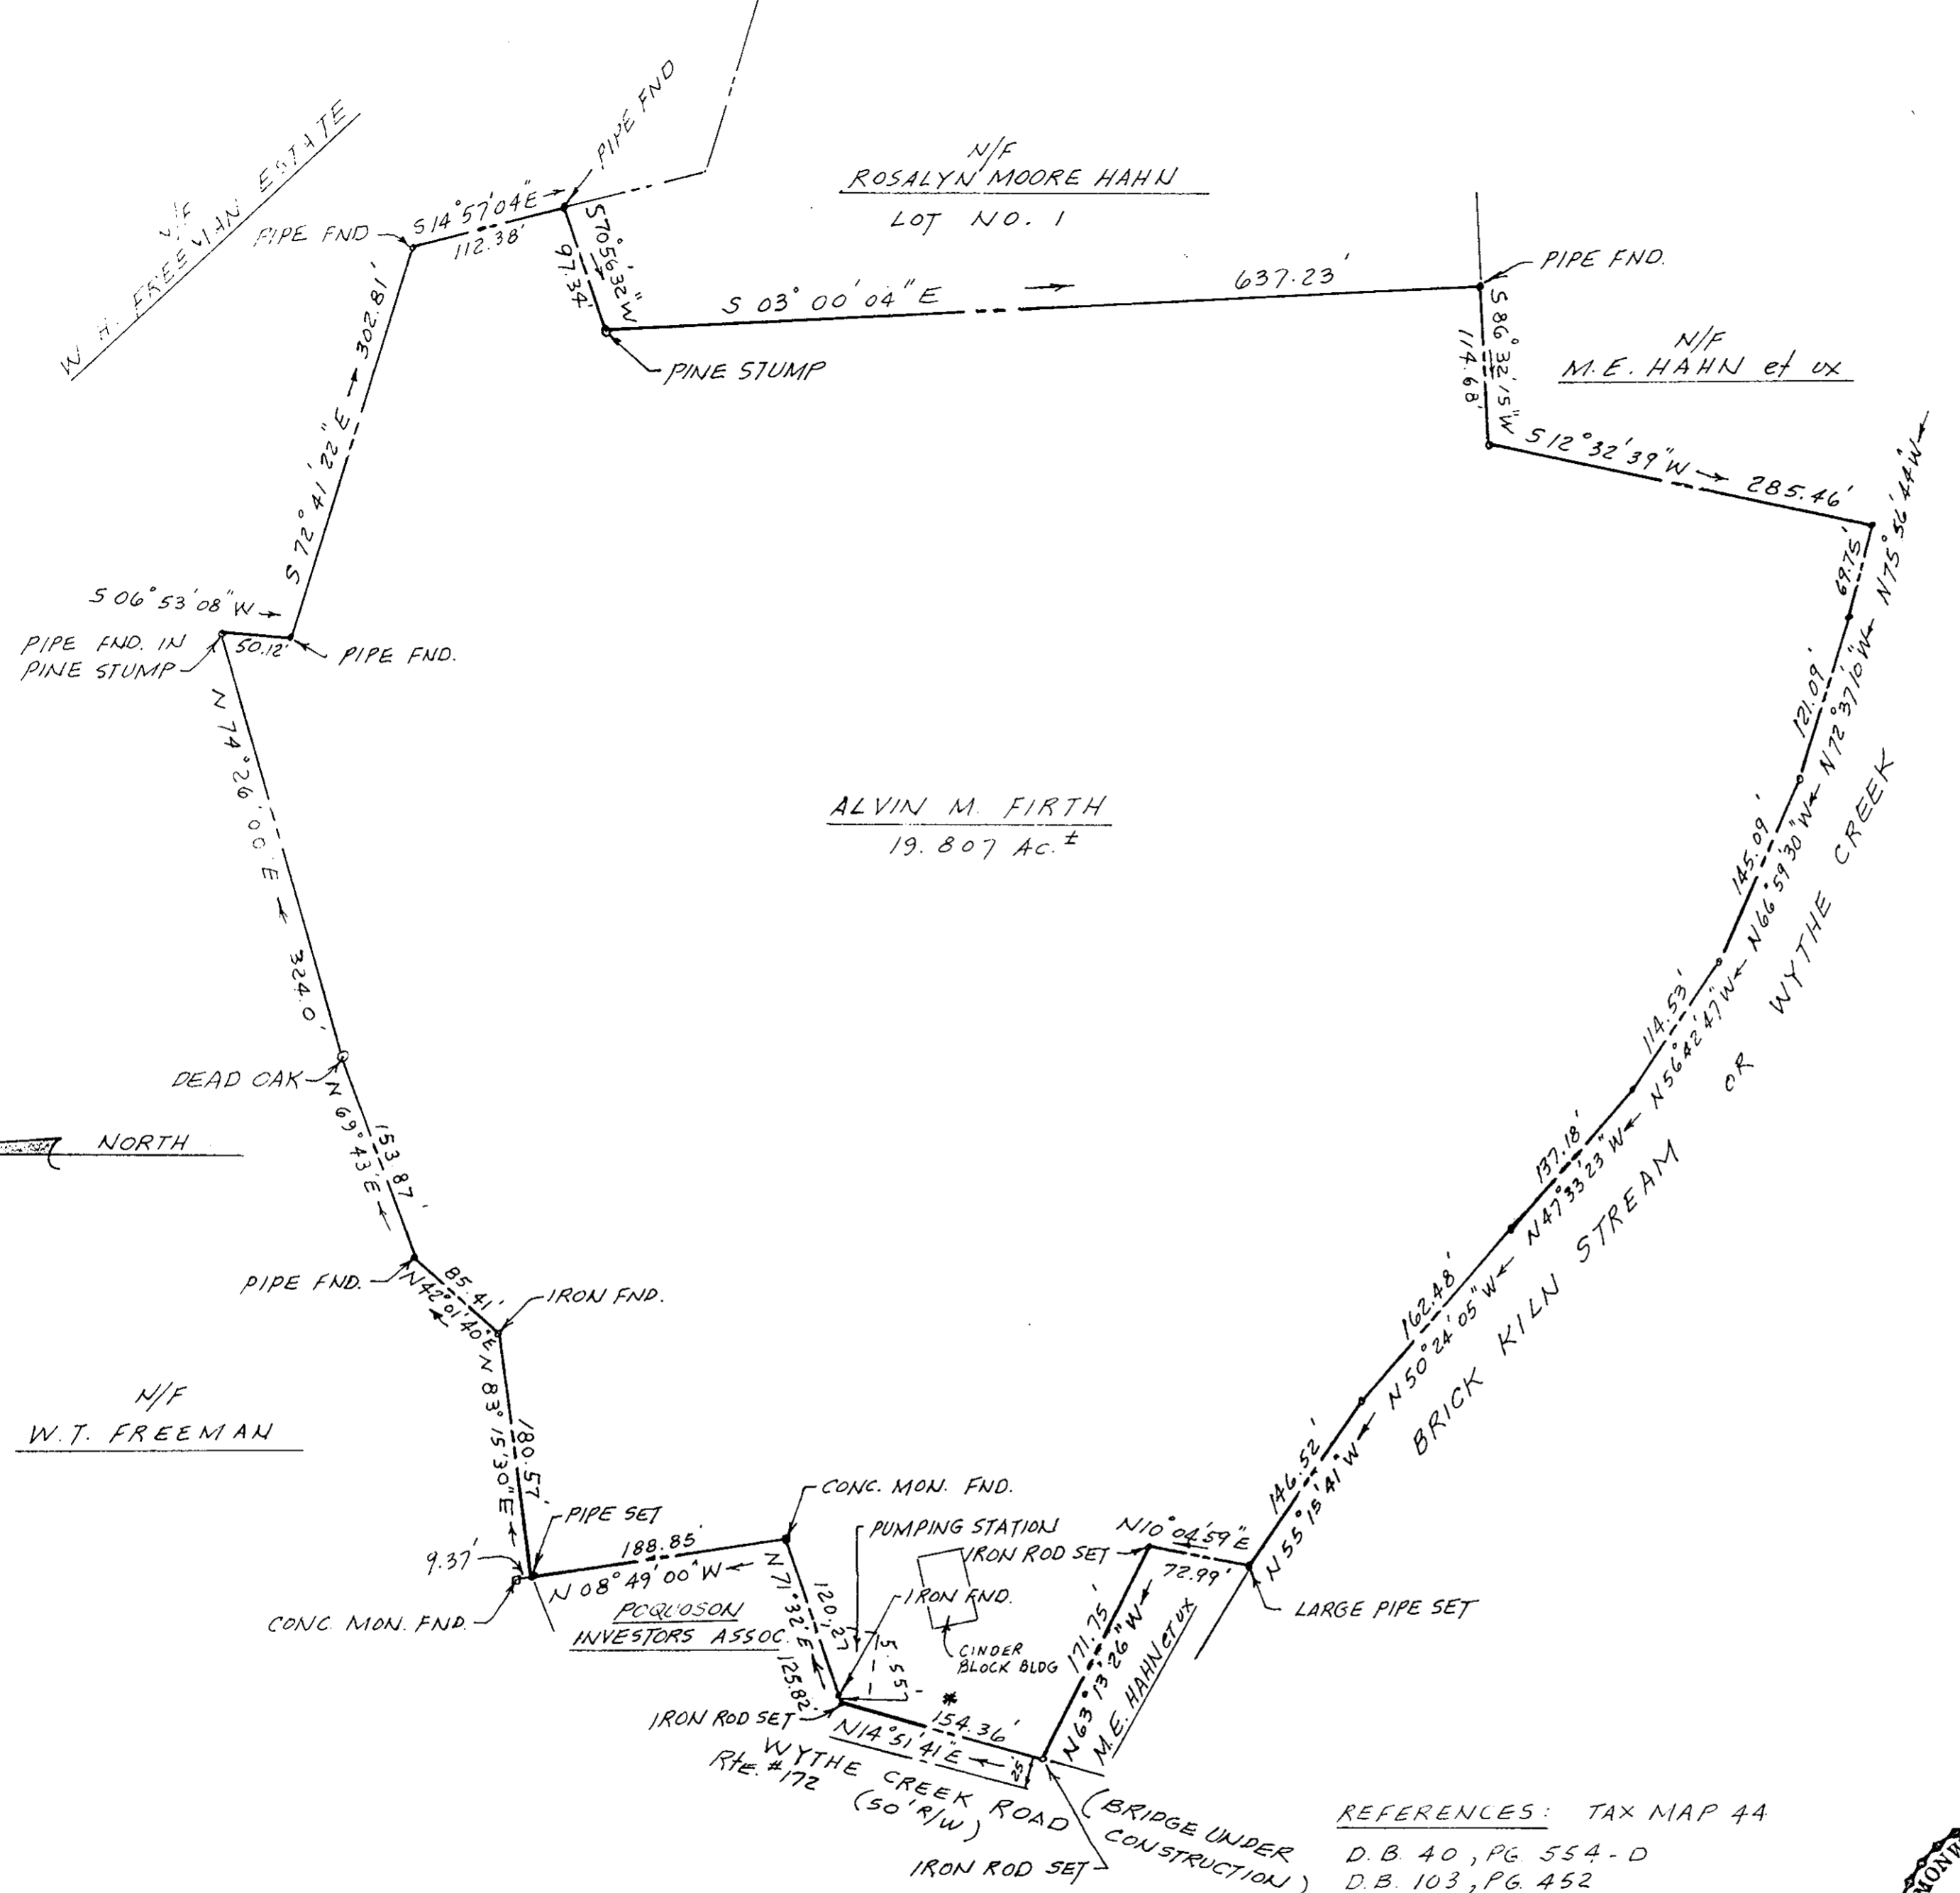 N/F
W. H. FREEMAN ESTATE
PIPE FND
PIPE FND
S 14° 57' 04" E
112.38'
S 70° 56' 32" W
97.34'
N/F
ROSALYN MOORE HAHN
LOT NO. 1
S 03° 00' 04" E
637.23'
PINE STUMP
PIPE FND.
S 86° 32' 15" W
114.68'
N/F
M.E. HAHN et ux
S 12° 32' 39" W
285.46'
S 72° 41' 22" E
302.81'
S 06° 53' 08" W
50.12'
PIPE FND. IN
PINE STUMP
PIPE FND.
N 74° 26' 00" E
324.0'
ALVIN M. FIRTH
19.807 AC.±
69.75'
N 75° 56' 44" W
121.09'
N 72° 37' 10" W
145.09'
N 66° 59' 30" W
114.53'
N 56° 42' 47" W
137.18'
N 47° 33' 23" W
162.48'
N 50° 24' 05" W
146.52'
N 55° 15' 41" W
BRICK KILN STREAM OR WYTHE CREEK
DEAD OAK
N 69° 43' E
153.87'
NORTH
PIPE FND.
85.41'
N 42° 01' 40" E
IRON FND.
N/F
W.T. FREEMAN
N 83° 15' 30" E
180.57'
PIPE SET
9.37'
CONC. MON. FND.
188.85'
N 08° 49' 00" W
POQUOSON
INVESTORS ASSOC.
CONC. MON. FND.
PUMPING STATION
N 71° 32' E
120.27
125.82'
5.557'
IRON FND.
CINDER
BLOCK BLDG
IRON ROD SET
N 10° 04' 59" E
72.99'
LARGE PIPE SET
171.75'
N 63° 13' 26" W
M.E. HAHN et ux
IRON ROD SET
*
154.36'
N 14° 51' 41" E
25'
WYTHE CREEK ROAD
Rte. #172
(50' R/W)
(BRIDGE UNDER
CONSTRUCTION)
IRON ROD SET
REFERENCES: TAX MAP 44
D.B. 40, PG. 554-D
D.B. 103, PG. 452
MONW